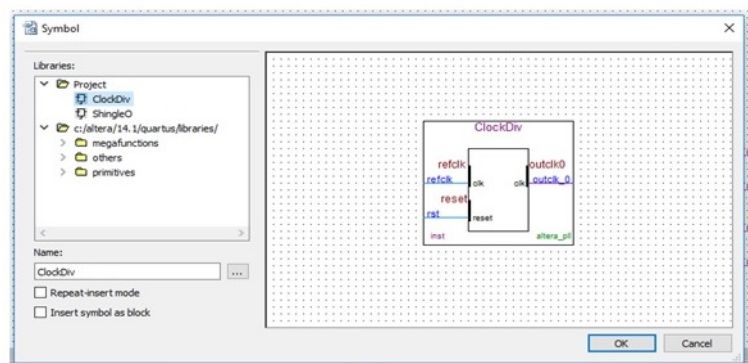 Symbol
Libraries:
Project
ClockDiv
ShingleO
c:/altera/14.1/quartus/libraries/
megafunctions
others
primitives
Name:
ClockDiv
...
Repeat-insert mode
Insert symbol as block
ClockDiv
refclk
outclk0
refclk
clk
clk
outclk_0
reset
rst
reset
inst
altera_pll
OK
Cancel